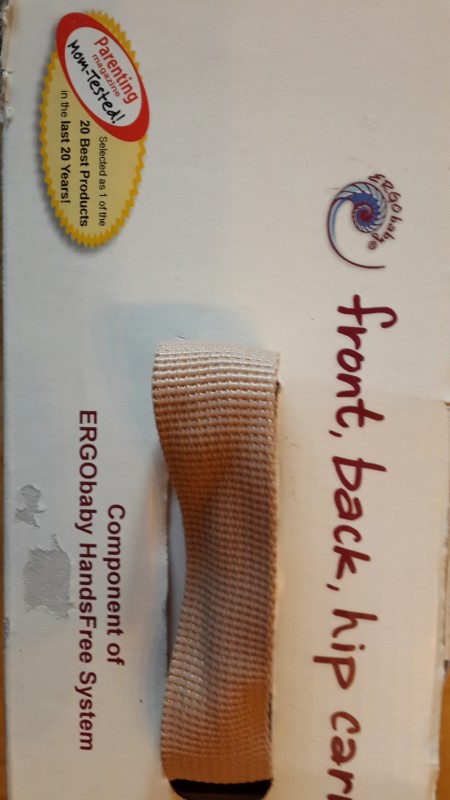 ERGObaby®
front, back, hip carr
Parenting
magazine
Mom-Tested!
Selected as 1 of the
20 Best Products
in the last 20 Years!
Component of
ERGObaby HandsFree System